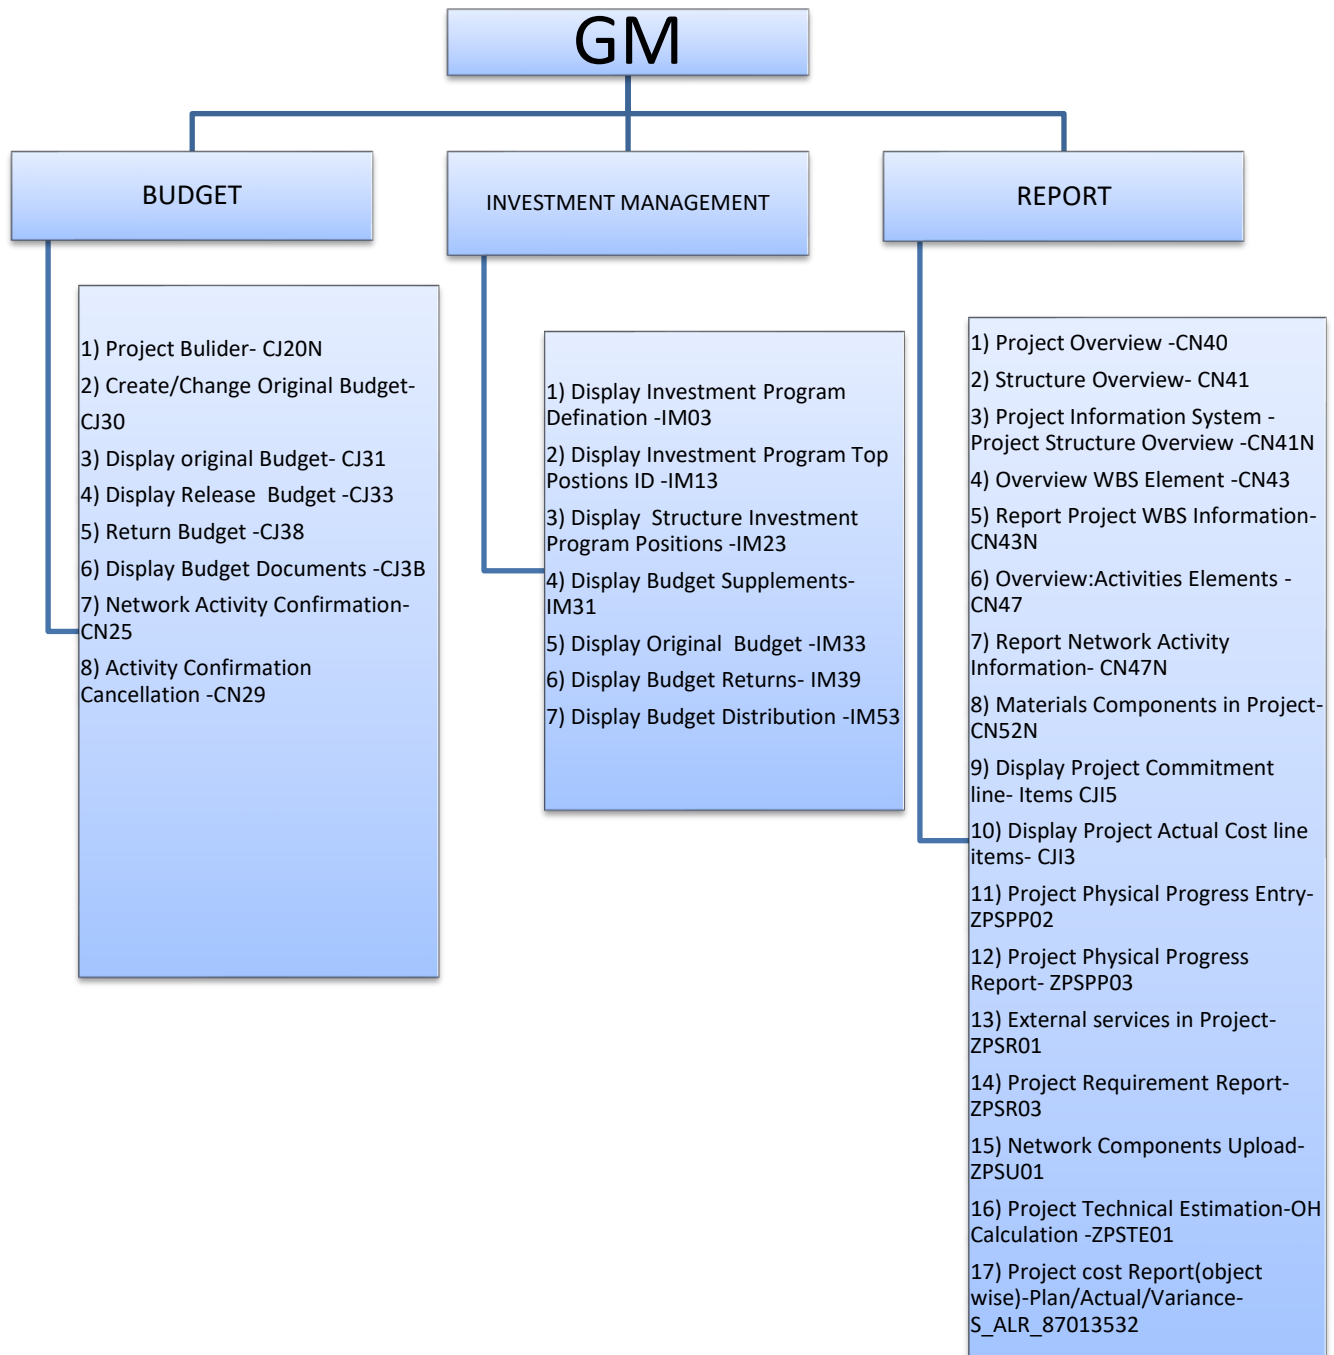 GM
BUDGET
INVESTMENT MANAGEMENT
REPORT
1) Project Bulider- CJ20N
2) Create/Change Original Budget-
CJ30
3) Display original Budget- CJ31
4) Display Release  Budget -CJ33
5) Return Budget -CJ38
6) Display Budget Documents -CJ3B
7) Network Activity Confirmation-
CN25
8) Activity Confirmation
Cancellation -CN29
1) Display Investment Program
Defination -IM03
2) Display Investment Program Top
Postions ID -IM13
3) Display  Structure Investment
Program Positions -IM23
4) Display Budget Supplements-
IM31
5) Display Original  Budget -IM33
6) Display Budget Returns- IM39
7) Display Budget Distribution -IM53
1) Project Overview -CN40
2) Structure Overview- CN41
3) Project Information System -
Project Structure Overview -CN41N
4) Overview WBS Element -CN43
5) Report Project WBS Information-
CN43N
6) Overview:Activities Elements -
CN47
7) Report Network Activity
Information- CN47N
8) Materials Components in Project-
CN52N
9) Display Project Commitment
line- Items CJI5
10) Display Project Actual Cost line
items- CJI3
11) Project Physical Progress Entry-
ZPSPP02
12) Project Physical Progress
Report- ZPSPP03
13) External services in Project-
ZPSR01
14) Project Requirement Report-
ZPSR03
15) Network Components Upload-
ZPSU01
16) Project Technical Estimation-OH
Calculation -ZPSTE01
17) Project cost Report(object
wise)-Plan/Actual/Variance-
S_ALR_87013532